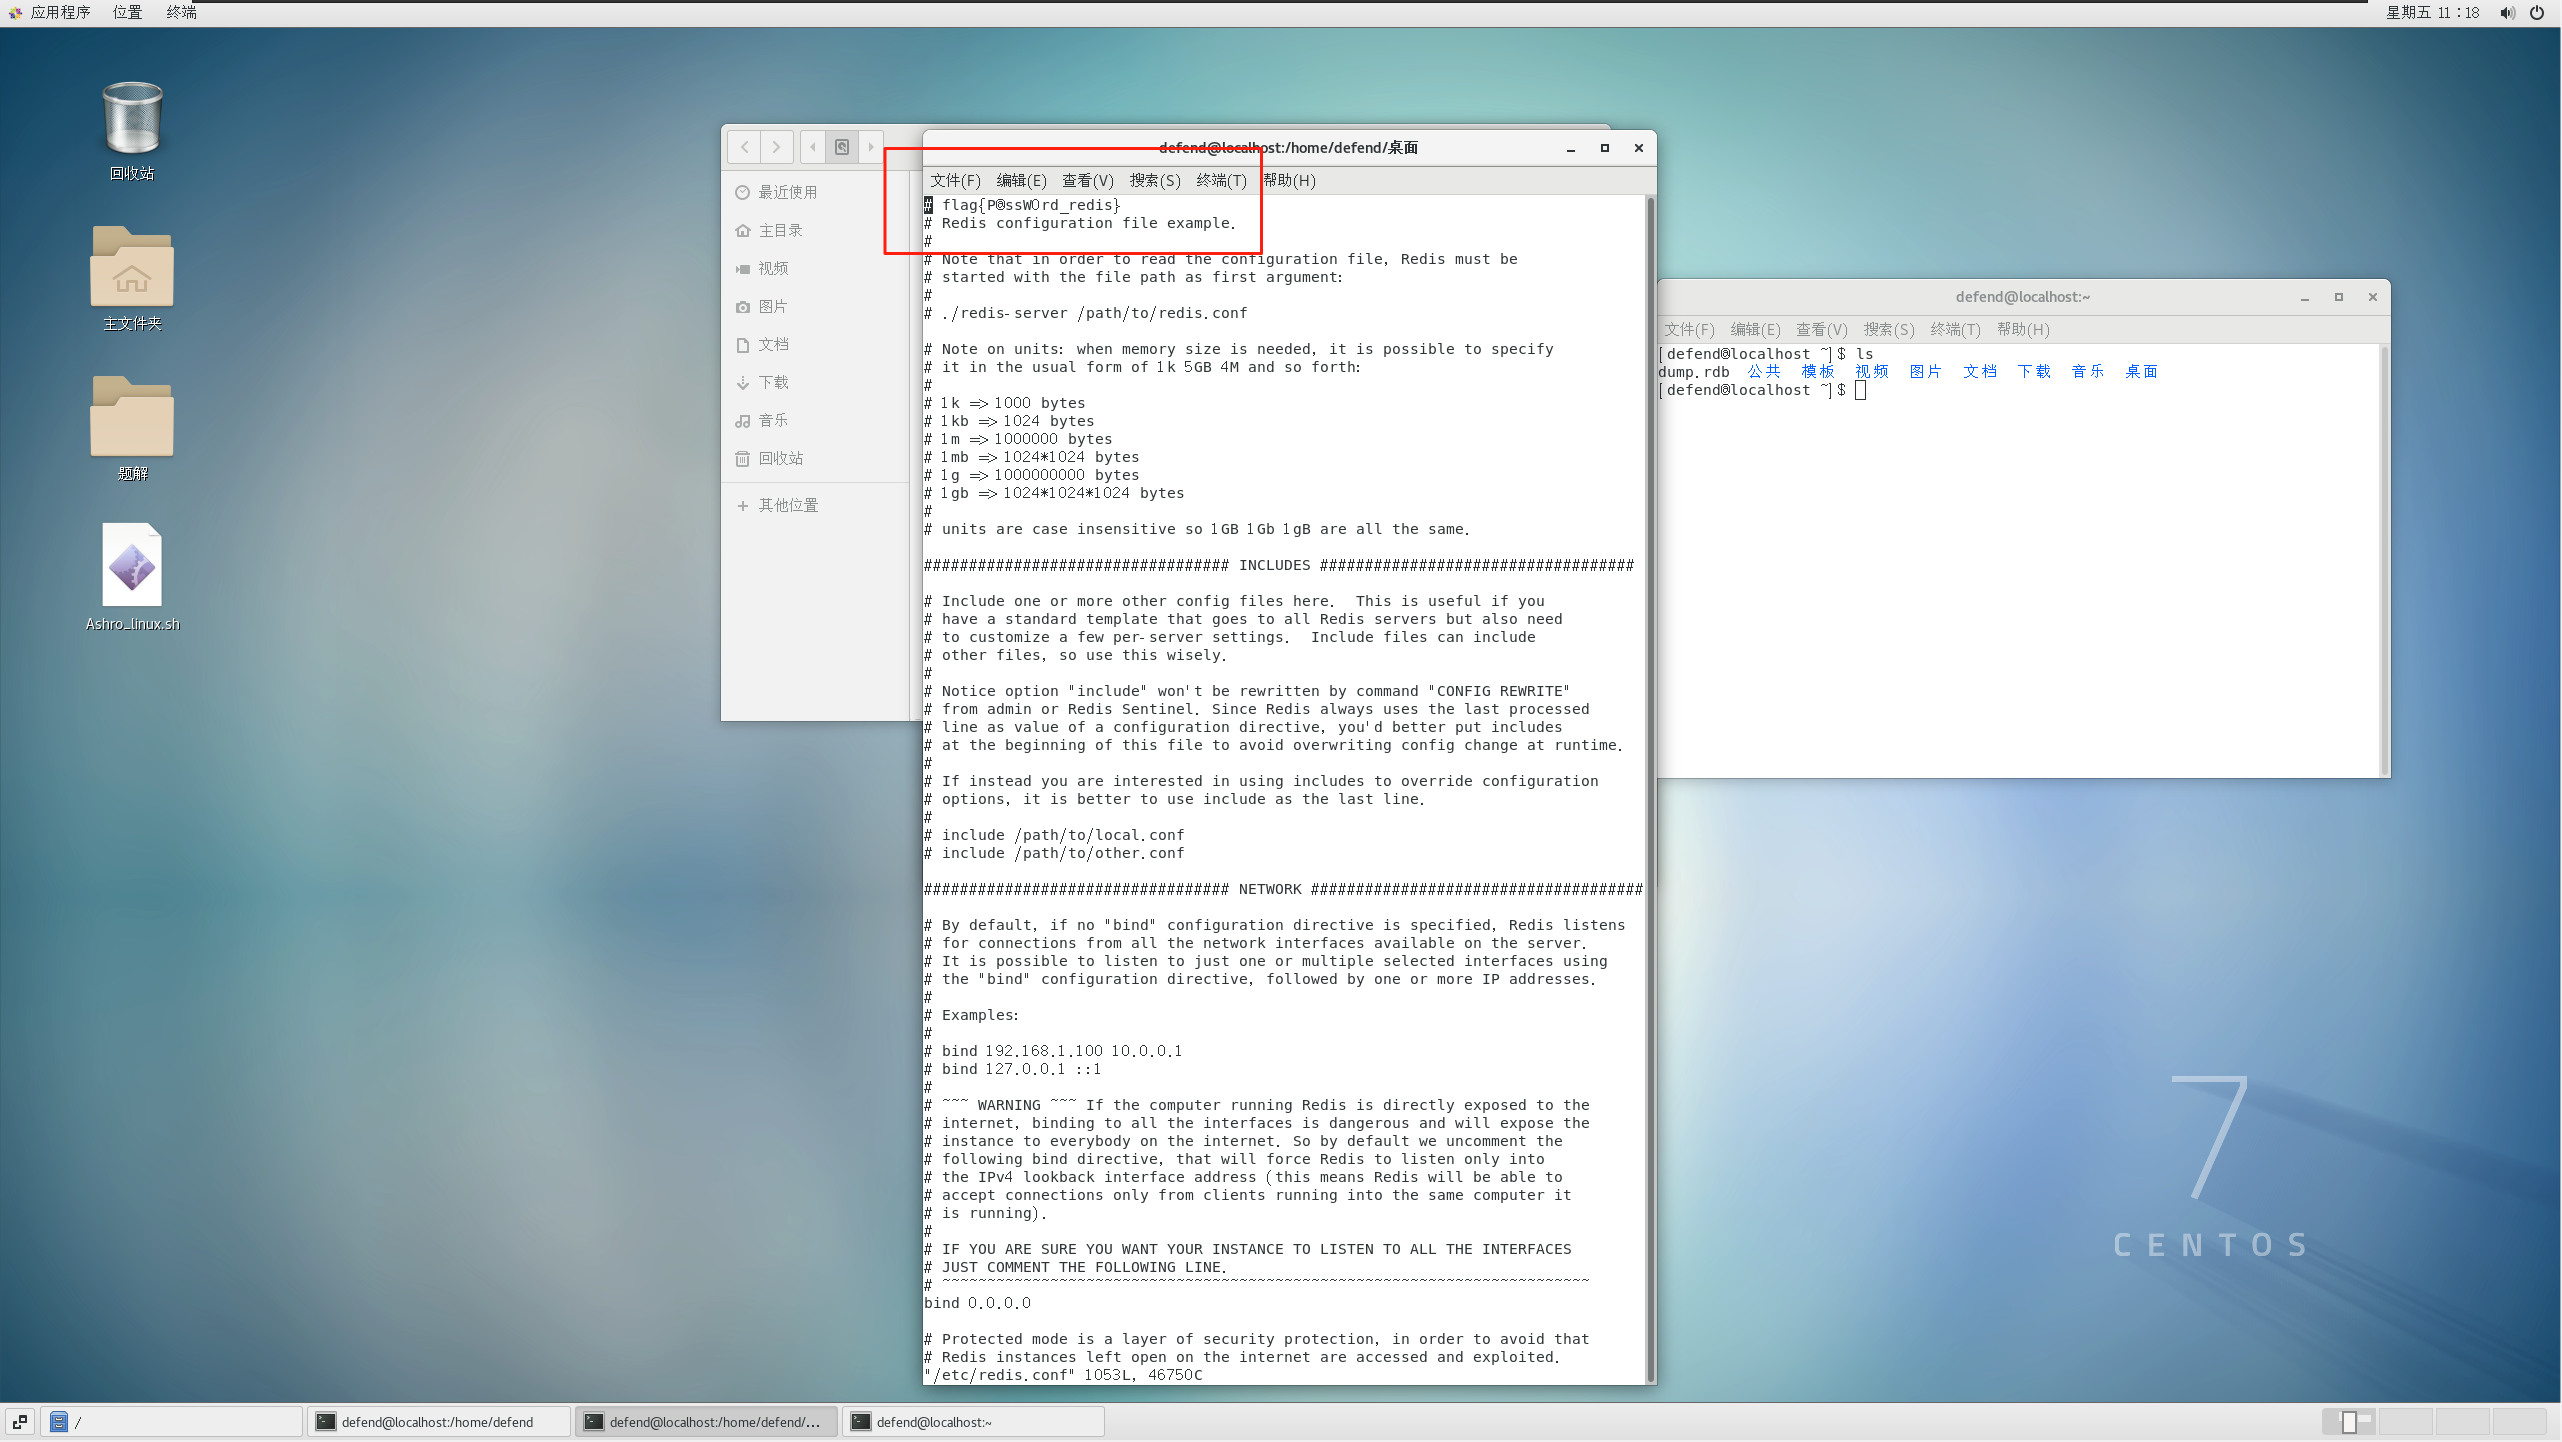 应用程序 位置 终端
星期五 11：18
回收站
主文件夹
题解
Ashro_linux.sh
最近使用
主目录
视频
图片
文档
下载
音乐
回收站
+ 其他位置
defend@localhost:/home/defend/桌面
文件(F) 编辑(E) 查看(V) 搜索(S) 终端(T) 帮助(H)
# flag{P@ssW0rd_redis}
# Redis configuration file example.
#
# Note that in order to read the configuration file, Redis must be
# started with the file path as first argument:
#
# ./redis-server /path/to/redis.conf
# Note on units: when memory size is needed, it is possible to specify
# it in the usual form of 1k 5GB 4M and so forth:
#
# 1k => 1000 bytes
# 1kb => 1024 bytes
# 1m => 1000000 bytes
# 1mb => 1024*1024 bytes
# 1g => 1000000000 bytes
# 1gb => 1024*1024*1024 bytes
#
# units are case insensitive so 1GB 1Gb 1gB are all the same.
################################## INCLUDES ###################################
# Include one or more other config files here.  This is useful if you
# have a standard template that goes to all Redis servers but also need
# to customize a few per-server settings.  Include files can include
# other files, so use this wisely.
#
# Notice option "include" won't be rewritten by command "CONFIG REWRITE"
# from admin or Redis Sentinel. Since Redis always uses the last processed
# line as value of a configuration directive, you'd better put includes
# at the beginning of this file to avoid overwriting config change at runtime.
#
# If instead you are interested in using includes to override configuration
# options, it is better to use include as the last line.
#
# include /path/to/local.conf
# include /path/to/other.conf
################################## NETWORK #####################################
# By default, if no "bind" configuration directive is specified, Redis listens
# for connections from all the network interfaces available on the server.
# It is possible to listen to just one or multiple selected interfaces using
# the "bind" configuration directive, followed by one or more IP addresses.
#
# Examples:
#
# bind 192.168.1.100 10.0.0.1
# bind 127.0.0.1 ::1
#
# ~~~ WARNING ~~~ If the computer running Redis is directly exposed to the
# internet, binding to all the interfaces is dangerous and will expose the
# instance to everybody on the internet. So by default we uncomment the
# following bind directive, that will force Redis to listen only into
# the IPv4 lookback interface address (this means Redis will be able to
# accept connections only from clients running into the same computer it
# is running).
#
# IF YOU ARE SURE YOU WANT YOUR INSTANCE TO LISTEN TO ALL THE INTERFACES
# JUST COMMENT THE FOLLOWING LINE.
# ~~~~~~~~~~~~~~~~~~~~~~~~~~~~~~~~~~~~~~~~~~~~~~~~~~~~~~~~~~~~~~~~~~~~~~~~
bind 0.0.0.0
# Protected mode is a layer of security protection, in order to avoid that
# Redis instances left open on the internet are accessed and exploited.
"/etc/redis.conf" 1053L, 46750C
defend@localhost:~
文件(F) 编辑(E) 查看(V) 搜索(S) 终端(T) 帮助(H)
[defend@localhost ~]$ ls
dump.rdb 公共 模板 视频 图片 文档 下载 音乐 桌面
[defend@localhost ~]$
7
CENTOS
/
defend@localhost:/home/defend
defend@localhost:/home/defend/...
defend@localhost:~